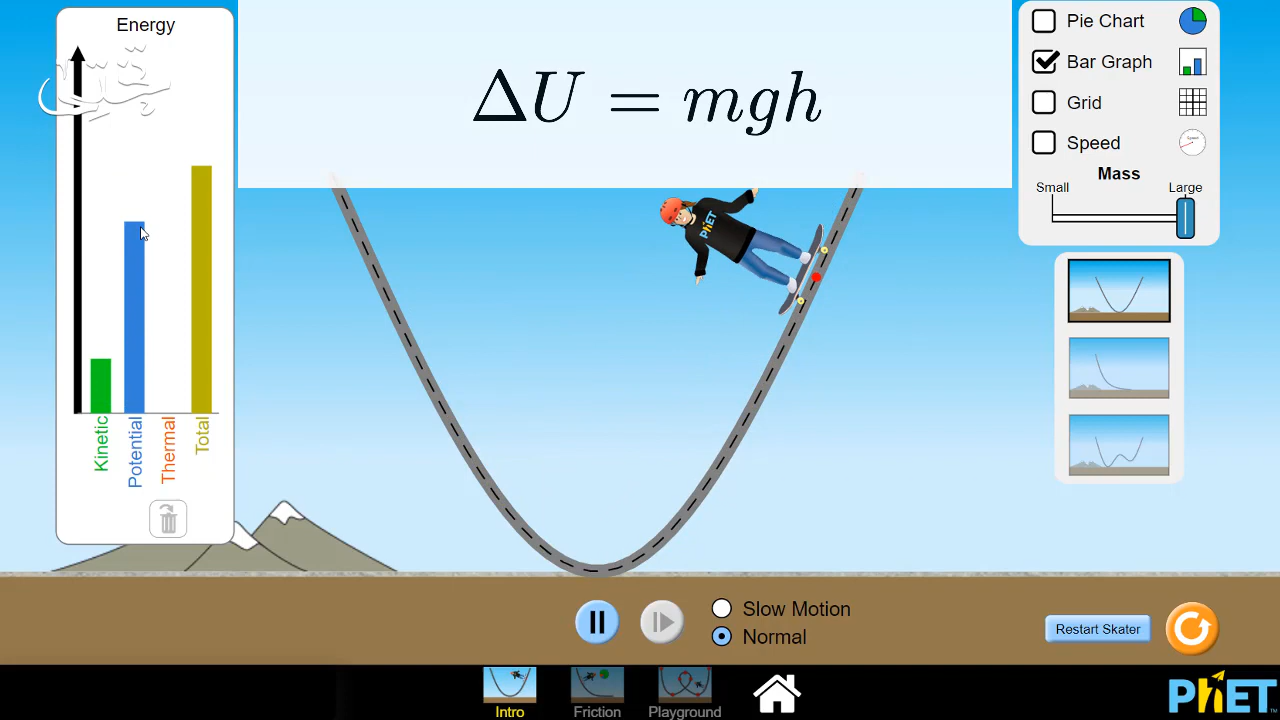 Energy
Kinetic
Potential
Thermal
Total
ΔU = mgh
PhET
Pie Chart
Bar Graph
Grid
Speed
Mass
Small
Large
Slow Motion
Normal
Restart Skater
Intro
Friction
Playground
PhET